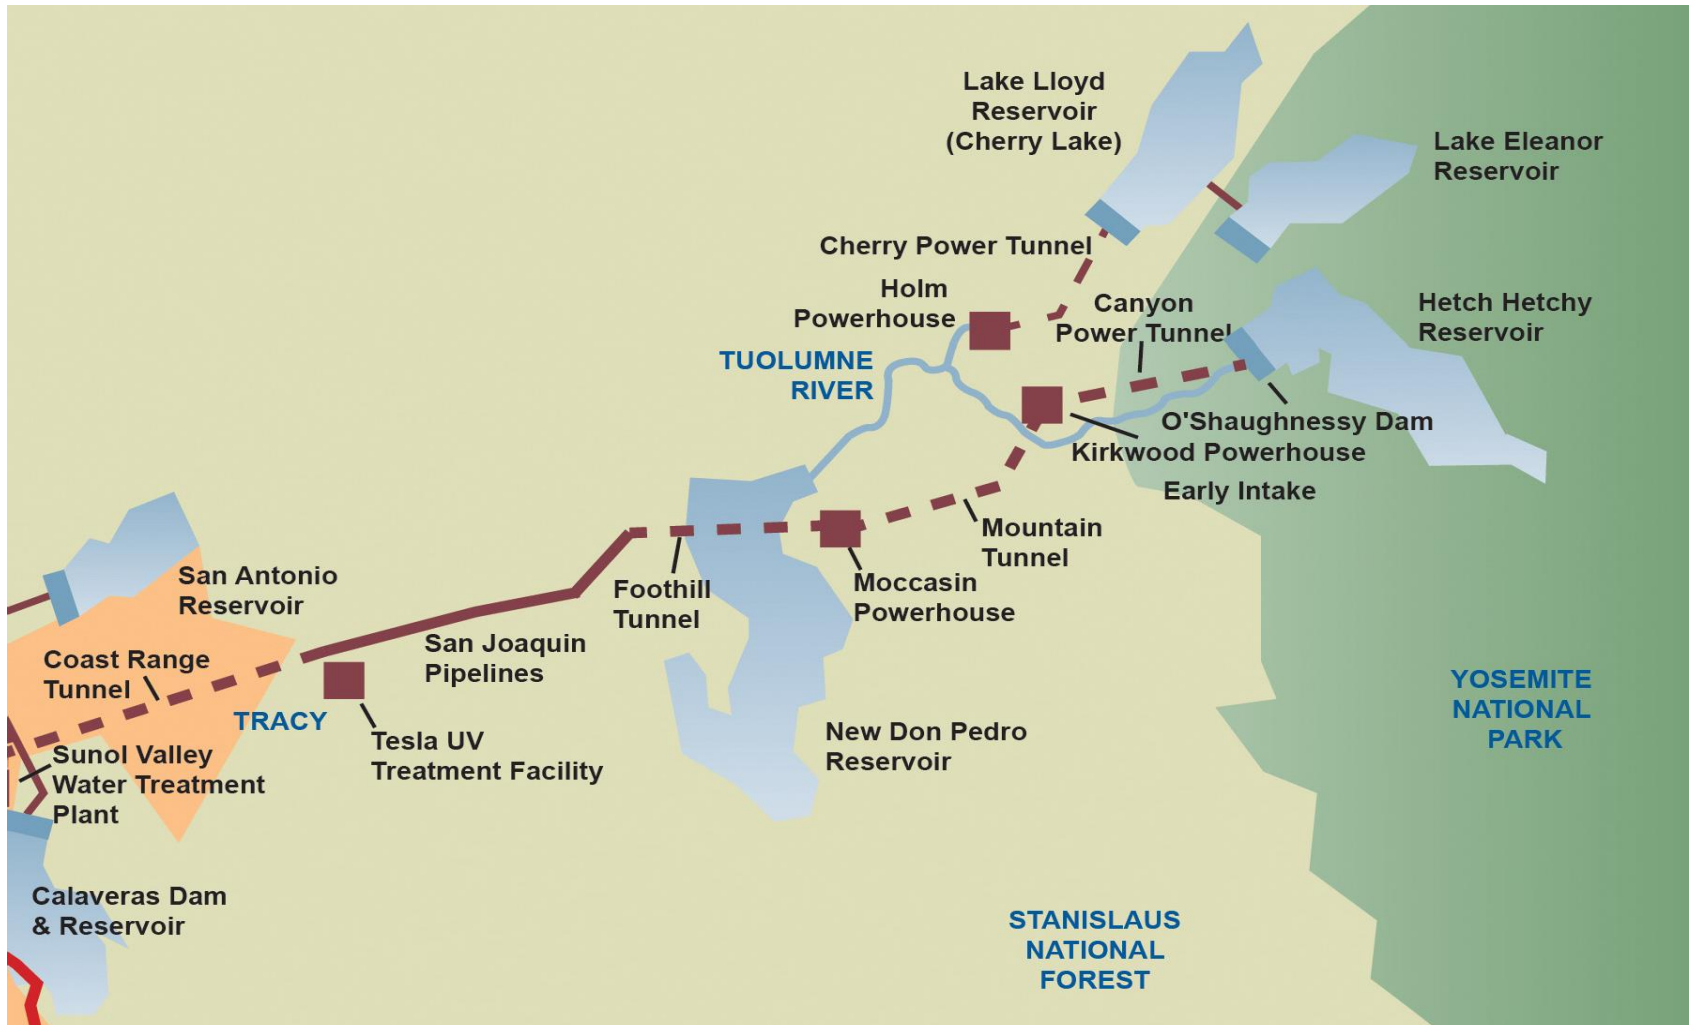 Lake Lloyd
Reservoir
(Cherry Lake)
Lake Eleanor
Reservoir
Cherry Power Tunnel
Holm
Powerhouse
Canyon
Power Tunnel
Hetch Hetchy
Reservoir
TUOLUMNE
RIVER
O'Shaughnessy Dam
Kirkwood Powerhouse
Early Intake
Mountain
Tunnel
San Antonio
Reservoir
Foothill
Tunnel
Moccasin
Powerhouse
San Joaquin
Pipelines
Coast Range
Tunnel
TRACY
Tesla UV
Treatment Facility
New Don Pedro
Reservoir
YOSEMITE
NATIONAL
PARK
Sunol Valley
Water Treatment
Plant
Calaveras Dam
& Reservoir
STANISLAUS
NATIONAL
FOREST